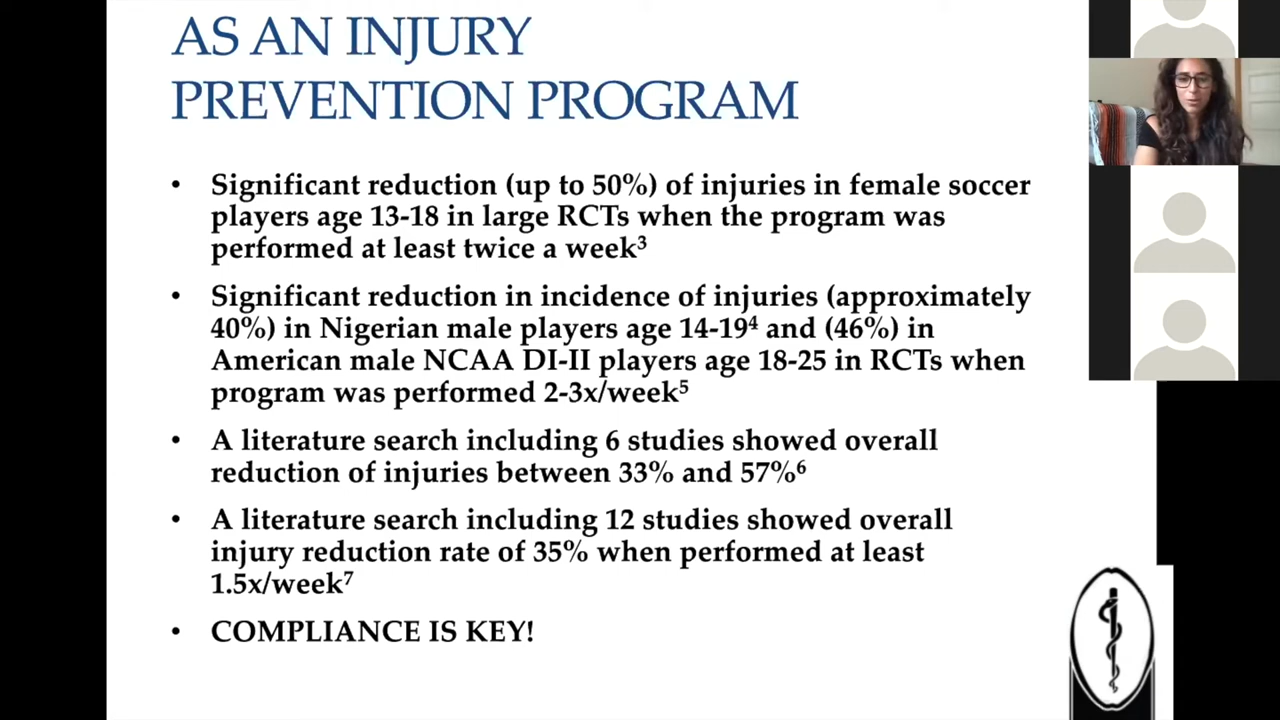 AS AN INJURY
PREVENTION PROGRAM
• Significant reduction (up to 50%) of injuries in female soccer
players age 13-18 in large RCTs when the program was
performed at least twice a week³
• Significant reduction in incidence of injuries (approximately
40%) in Nigerian male players age 14-19⁴ and (46%) in
American male NCAA DI-II players age 18-25 in RCTs when
program was performed 2-3x/week⁵
• A literature search including 6 studies showed overall
reduction of injuries between 33% and 57%⁶
• A literature search including 12 studies showed overall
injury reduction rate of 35% when performed at least
1.5x/week⁷
• COMPLIANCE IS KEY!